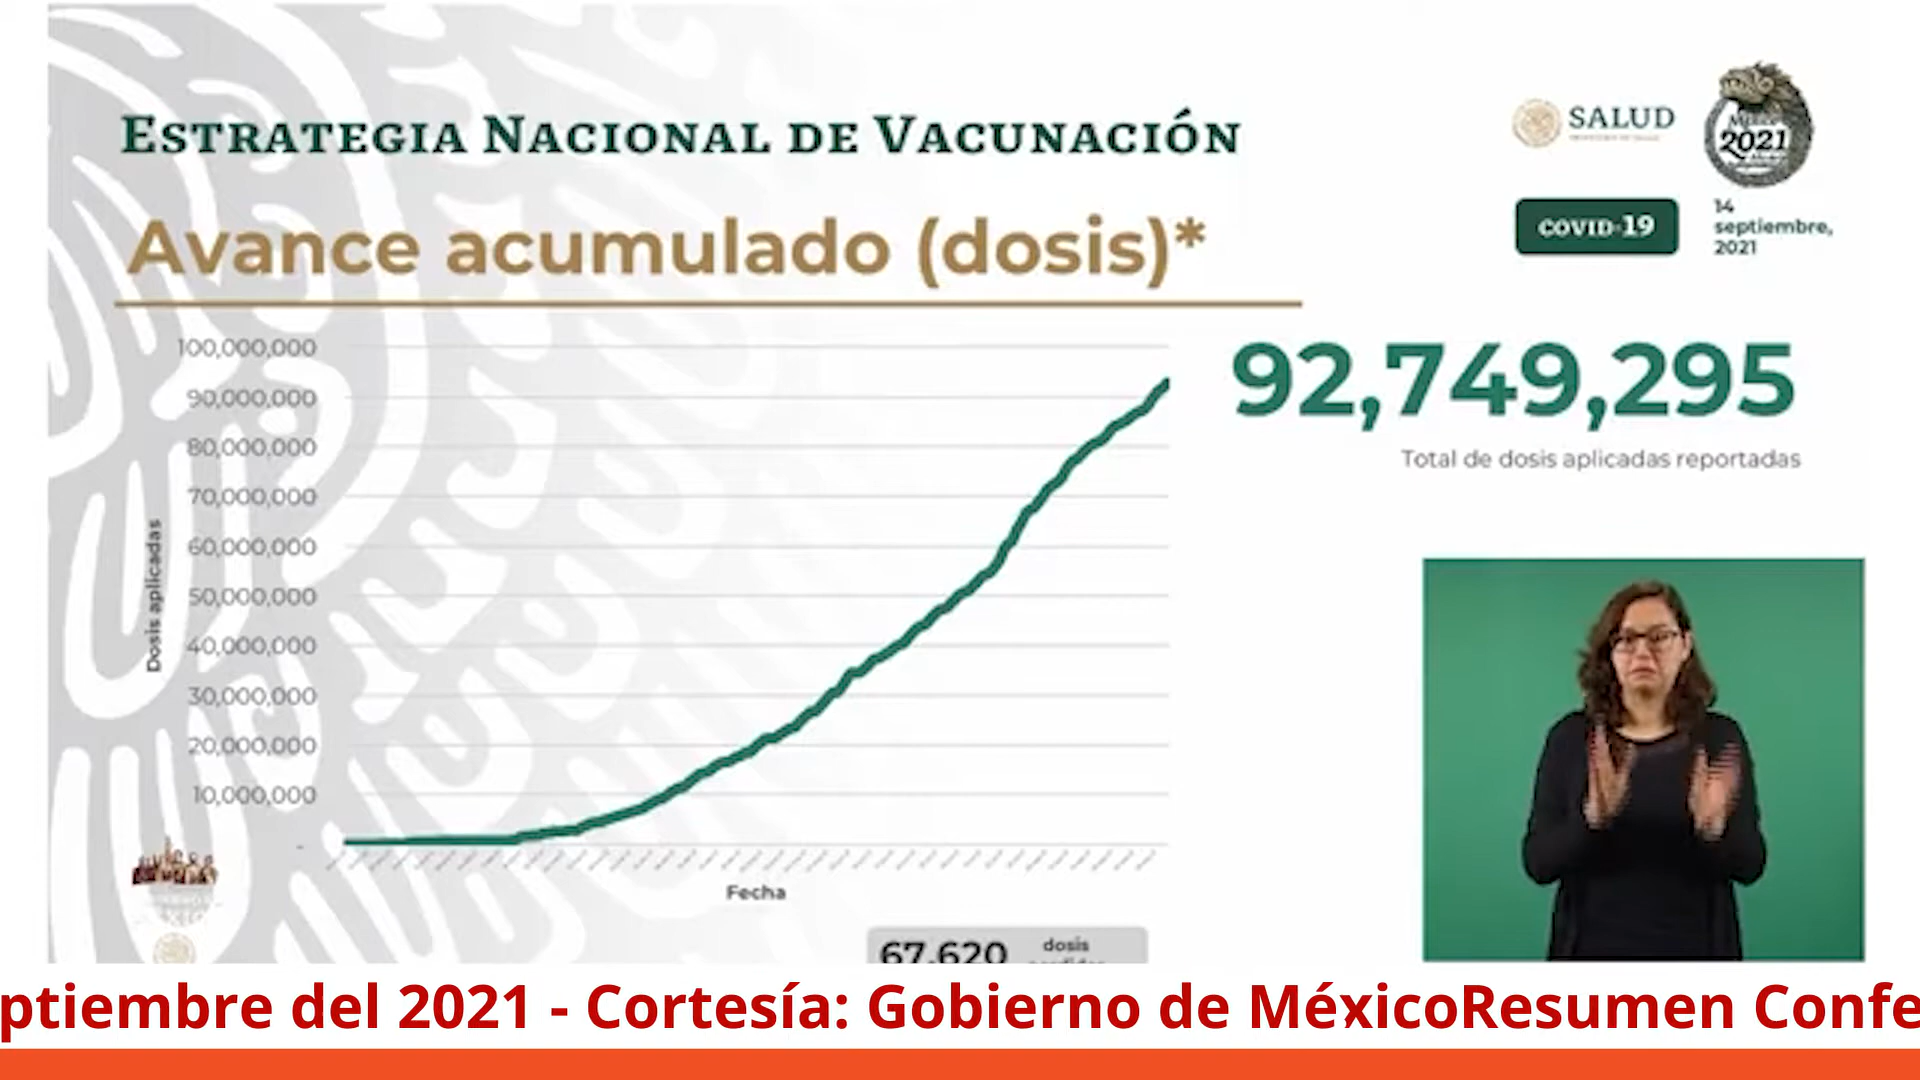 ESTRATEGIA NACIONAL DE VACUNACIÓN
SALUD
2021
COVID-19
14
septiembre,
2021
Avance acumulado (dosis)*
92,749,295
Total de dosis aplicadas reportadas
100,000,000
90,000,000
80,000,000
70,000,000
60,000,000
50,000,000
40,000,000
30,000,000
20,000,000
10,000,000
-
Dosis aplicadas
Fecha
67,620 dosis
ptiembre del 2021 - Cortesía: Gobierno de MéxicoResumen Confe